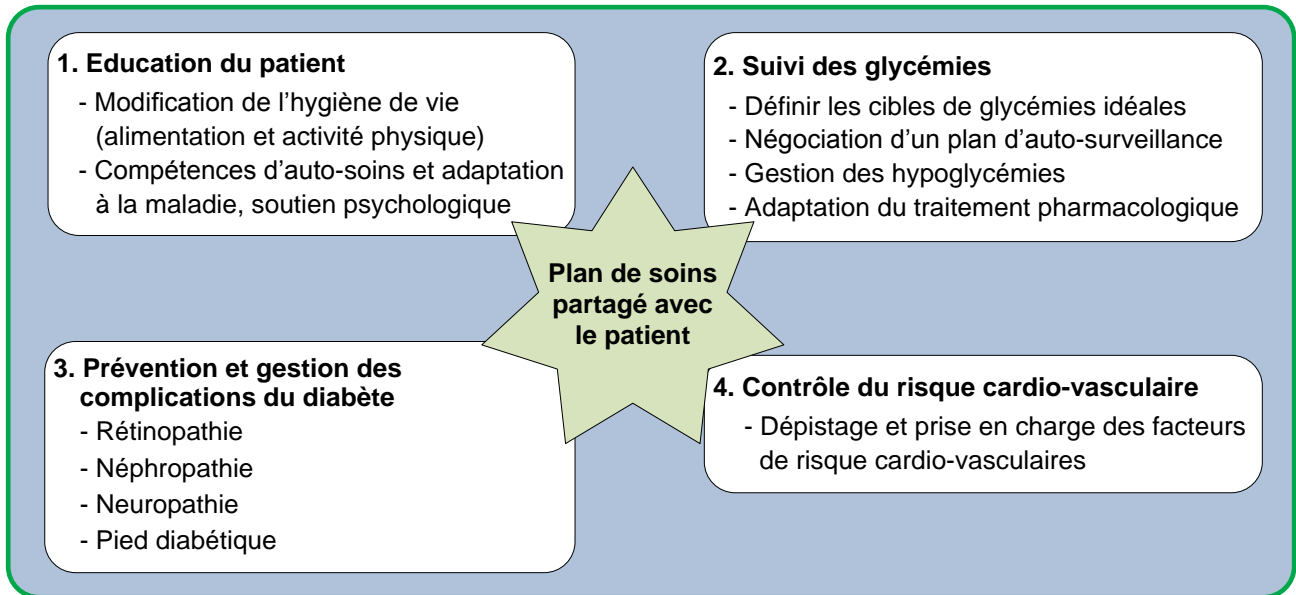 1. Education du patient
- Modification de l’hygiène de vie
(alimentation et activité physique)
- Compétences d’auto-soins et adaptation
à la maladie, soutien psychologique
2. Suivi des glycémies
- Définir les cibles de glycémies idéales
- Négociation d’un plan d’auto-surveillance
- Gestion des hypoglycémies
- Adaptation du traitement pharmacologique
Plan de soins
partagé avec
le patient
3. Prévention et gestion des
complications du diabète
- Rétinopathie
- Néphropathie
- Neuropathie
- Pied diabétique
4. Contrôle du risque cardio-vasculaire
- Dépistage et prise en charge des facteurs
de risque cardio-vasculaires